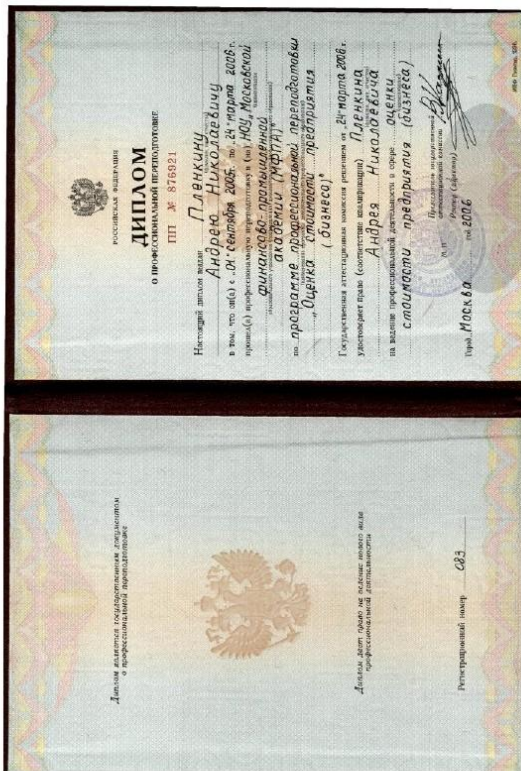 Диплом является государственным документом
о профессиональной переподготовке
Диплом дает право на ведение нового вида
профессиональной деятельности
Регистрационный номер 083
РОССИЙСКАЯ ФЕДЕРАЦИЯ
ДИПЛОМ
О ПРОФЕССИОНАЛЬНОЙ ПЕРЕПОДГОТОВКЕ
ПП № 876921
Настоящий диплом выдан Пленкину
Андрею Николаевичу
в том, что он(а) с „01" сентября 2005г. по „24" марта 2006 г.
прошел(а) профессиональную переподготовку в (на) НОУ „Московской
финансово-промышленной
академии (МФПА)"
по программе профессиональной переподготовки
„Оценка стоимости предприятия
(бизнеса)"
Государственная аттестационная комиссия решением от „24" марта 2006 г.
удостоверяет право (соответствие квалификации) Пленкина
Андрея Николаевича
на ведение профессиональной деятельности в сфере оценки
стоимости предприятия (бизнеса)
Председатель государственной
аттестационной комиссии
М. П. Ректор (директор)
Город Москва год 2006